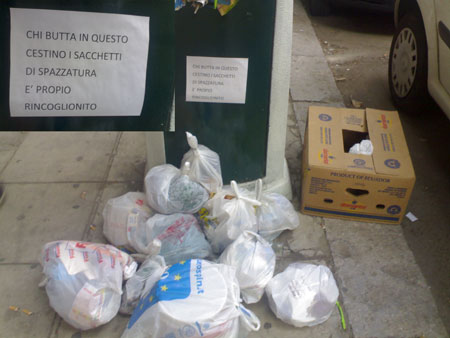 CHI BUTTA IN QUESTO
CESTINO I SACCHETTI
DI SPAZZATURA
E' PROPIO
RINCOGLIONITO
CHI BUTTA IN QUESTO
CESTINO I SACCHETTI
DI SPAZZATURA
E' PROPIO
RINCOGLIONITO
PRODUCT OF ECUADOR